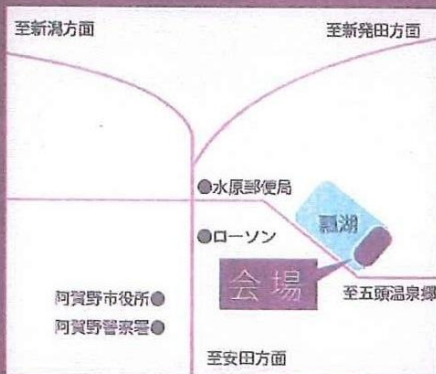 至新潟方面
至新発田方面
●水原郵便局
瓢湖
●ローソン
会場
至五頭温泉郷
阿賀野市役所●
阿賀野警察署●
至安田方面